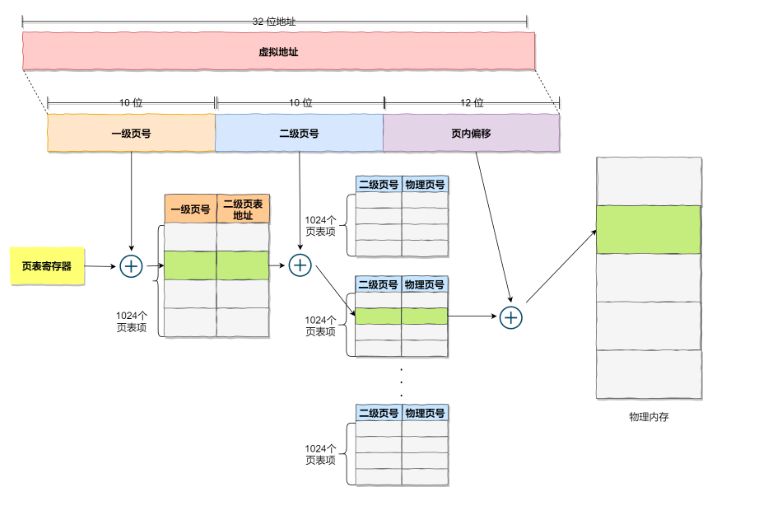 32 位地址
虚拟地址
10 位
10 位
12 位
一级页号
二级页号
页内偏移
二级页号
物理页号
1024个
页表项
一级页号
二级页表
地址
页表寄存器
1024个
页表项
二级页号
物理页号
1024个
页表项
二级页号
物理页号
1024个
页表项
物理内存